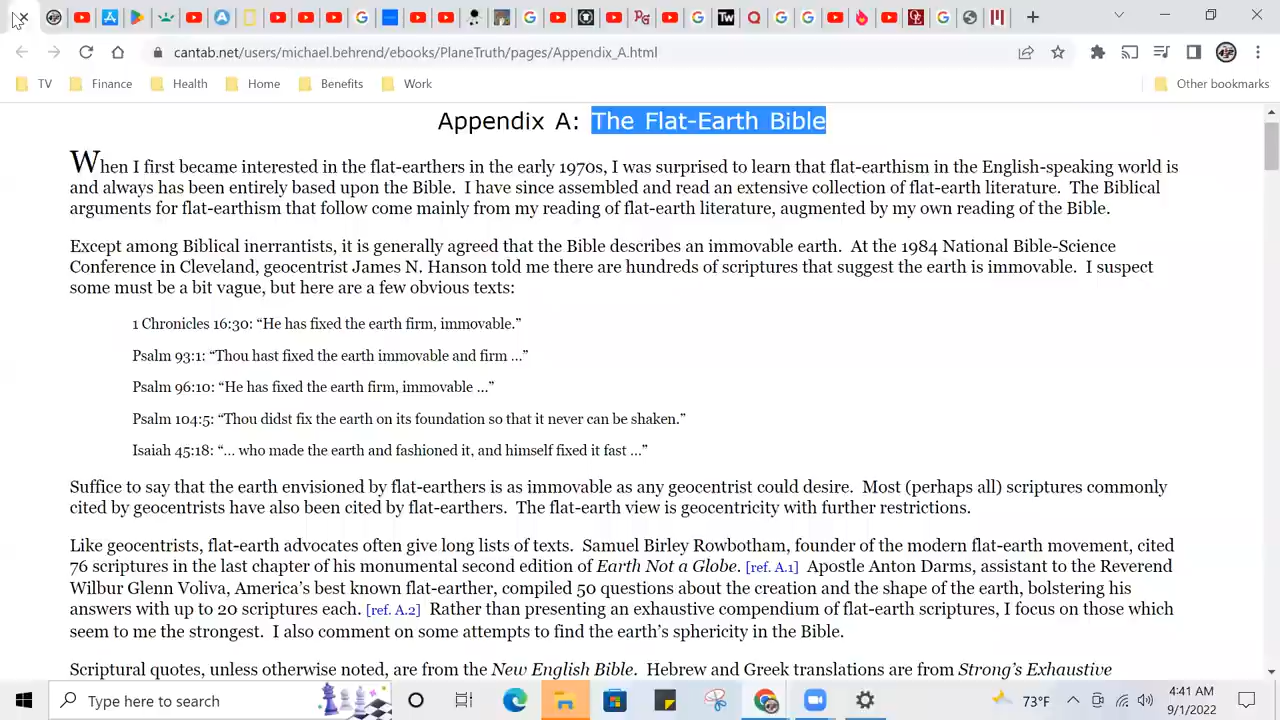 cantab.net/users/michael.behrend/ebooks/PlaneTruth/pages/Appendix_A.html
TV Finance Health Home Benefits Work Other bookmarks
Appendix A: The Flat-Earth Bible
When I first became interested in the flat-earthers in the early 1970s, I was surprised to learn that flat-earthism in the English-speaking world is
and always has been entirely based upon the Bible. I have since assembled and read an extensive collection of flat-earth literature. The Biblical
arguments for flat-earthism that follow come mainly from my reading of flat-earth literature, augmented by my own reading of the Bible.
Except among Biblical inerrantists, it is generally agreed that the Bible describes an immovable earth. At the 1984 National Bible-Science
Conference in Cleveland, geocentrist James N. Hanson told me there are hundreds of scriptures that suggest the earth is immovable. I suspect
some must be a bit vague, but here are a few obvious texts:
1 Chronicles 16:30: “He has fixed the earth firm, immovable.”
Psalm 93:1: “Thou hast fixed the earth immovable and firm ...”
Psalm 96:10: “He has fixed the earth firm, immovable ...”
Psalm 104:5: “Thou didst fix the earth on its foundation so that it never can be shaken.”
Isaiah 45:18: “... who made the earth and fashioned it, and himself fixed it fast ...”
Suffice to say that the earth envisioned by flat-earthers is as immovable as any geocentrist could desire. Most (perhaps all) scriptures commonly
cited by geocentrists have also been cited by flat-earthers. The flat-earth view is geocentricity with further restrictions.
Like geocentrists, flat-earth advocates often give long lists of texts. Samuel Birley Rowbotham, founder of the modern flat-earth movement, cited
76 scriptures in the last chapter of his monumental second edition of Earth Not a Globe. [ref. A.1] Apostle Anton Darms, assistant to the Reverend
Wilbur Glenn Voliva, America’s best known flat-earther, compiled 50 questions about the creation and the shape of the earth, bolstering his
answers with up to 20 scriptures each. [ref. A.2] Rather than presenting an exhaustive compendium of flat-earth scriptures, I focus on those which
seem to me the strongest. I also comment on some attempts to find the earth’s sphericity in the Bible.
Scriptural quotes, unless otherwise noted, are from the New English Bible. Hebrew and Greek translations are from Strong’s Exhaustive
Type here to search
73°F
4:41 AM
9/1/2022